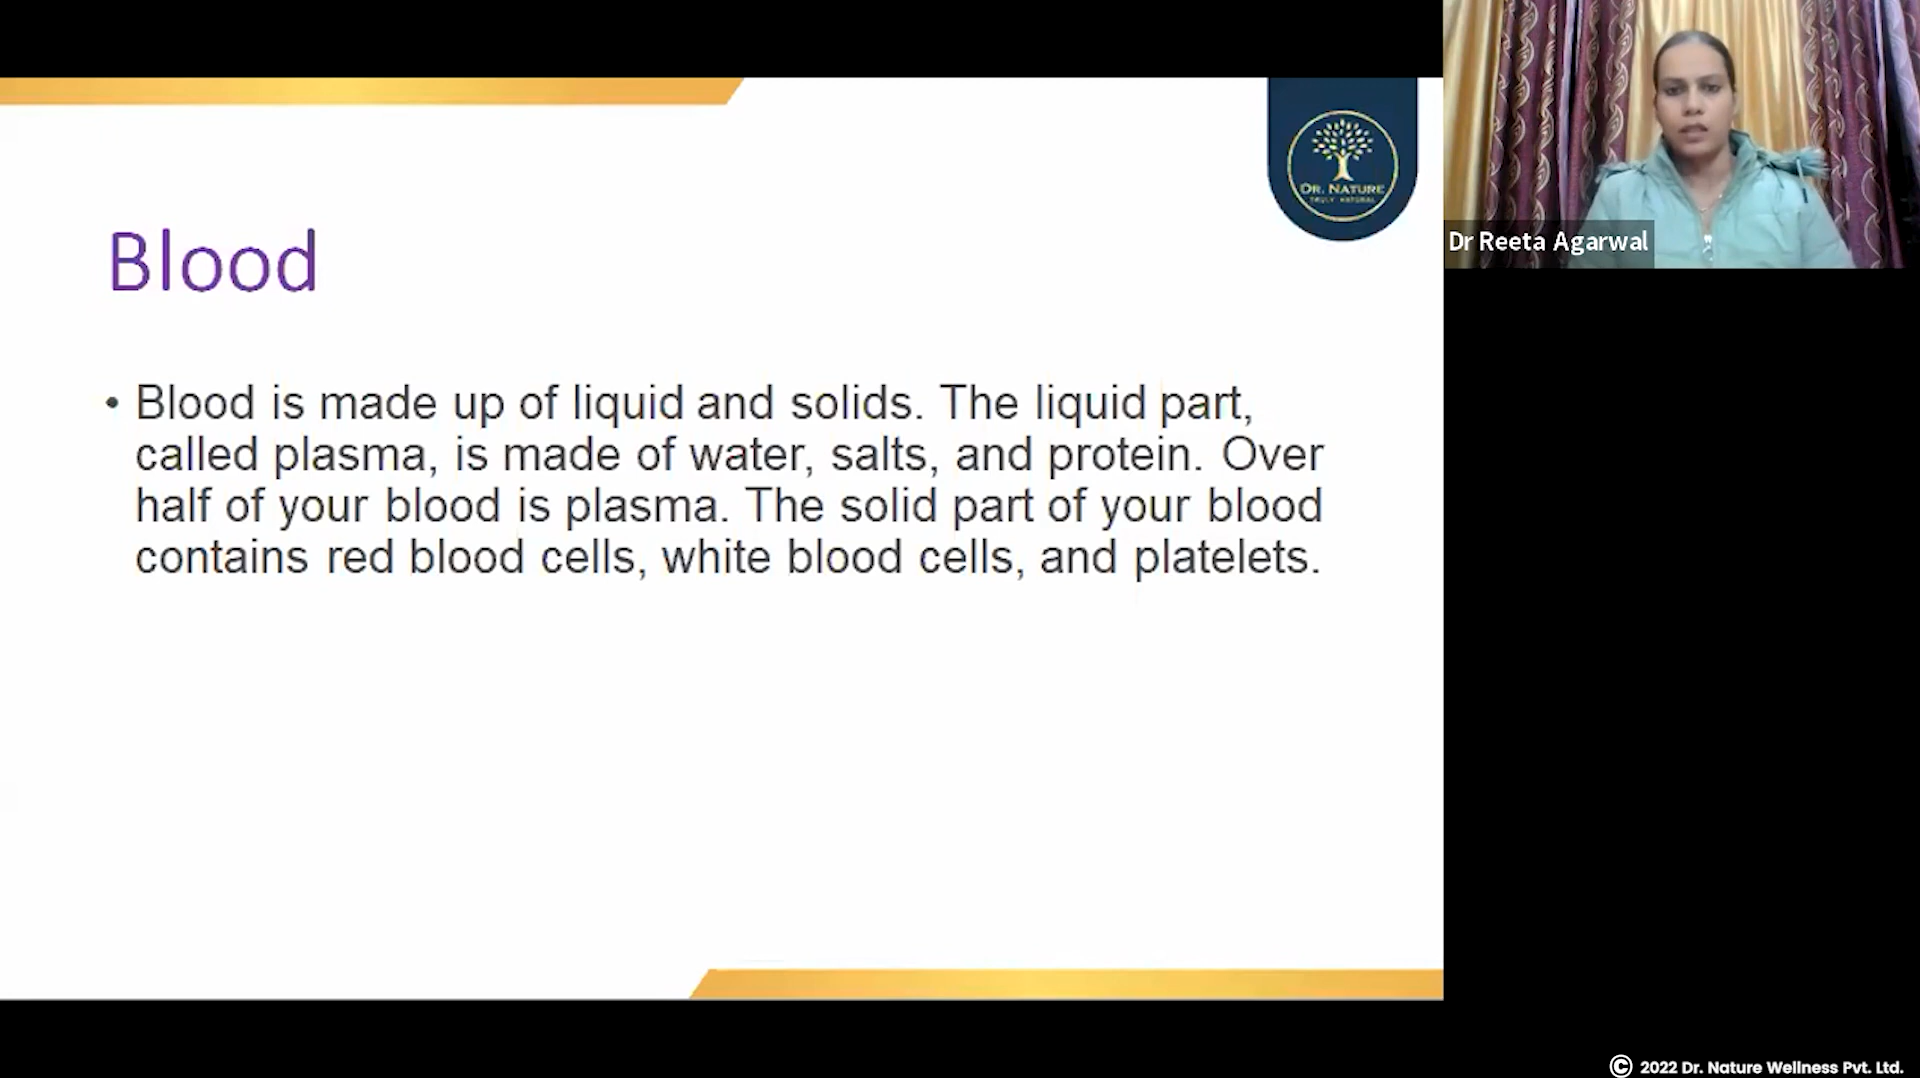 DR. NATURE
TRULY NATURAL
Dr Reeta Agarwal
Blood
• Blood is made up of liquid and solids. The liquid part,
called plasma, is made of water, salts, and protein. Over
half of your blood is plasma. The solid part of your blood
contains red blood cells, white blood cells, and platelets.
© 2022 Dr. Nature Wellness Pvt. Ltd.